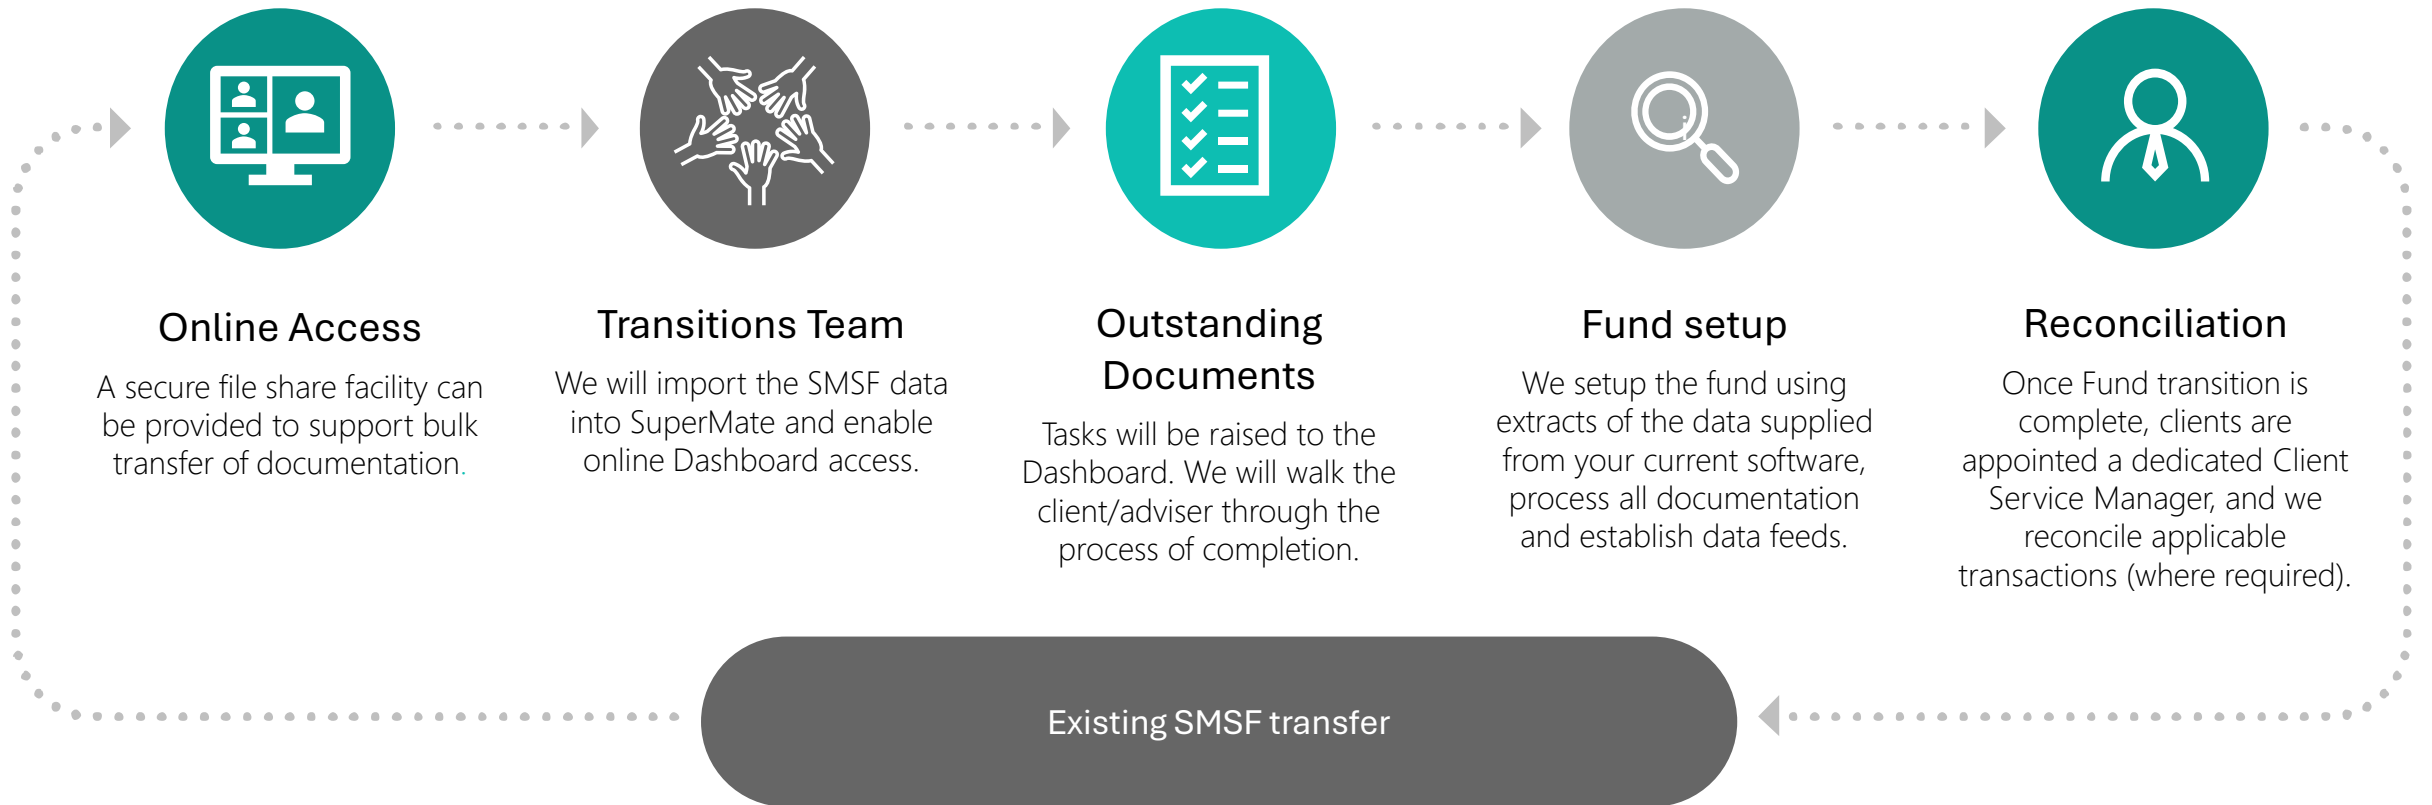 Online Access
A secure file share facility can
be provided to support bulk
transfer of documentation.
Transitions Team
We will import the SMSF data
into SuperMate and enable
online Dashboard access.
Outstanding
Documents
Tasks will be raised to the
Dashboard. We will walk the
client/adviser through the
process of completion.
Fund setup
We setup the fund using
extracts of the data supplied
from your current software,
process all documentation
and establish data feeds.
Reconciliation
Once Fund transition is
complete, clients are
appointed a dedicated Client
Service Manager, and we
reconcile applicable
transactions (where required).
Existing SMSF transfer